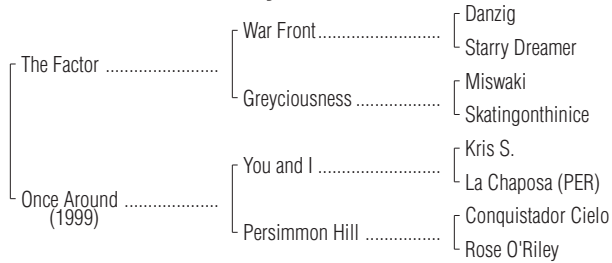 Danzig
War Front
Starry Dreamer
The Factor
Miswaki
Greyciousness
Skatingonthinice
Kris S.
You and I
La Chaposa (PER)
Once Around
(1999)
Conquistador Cielo
Persimmon Hill
Rose O'Riley